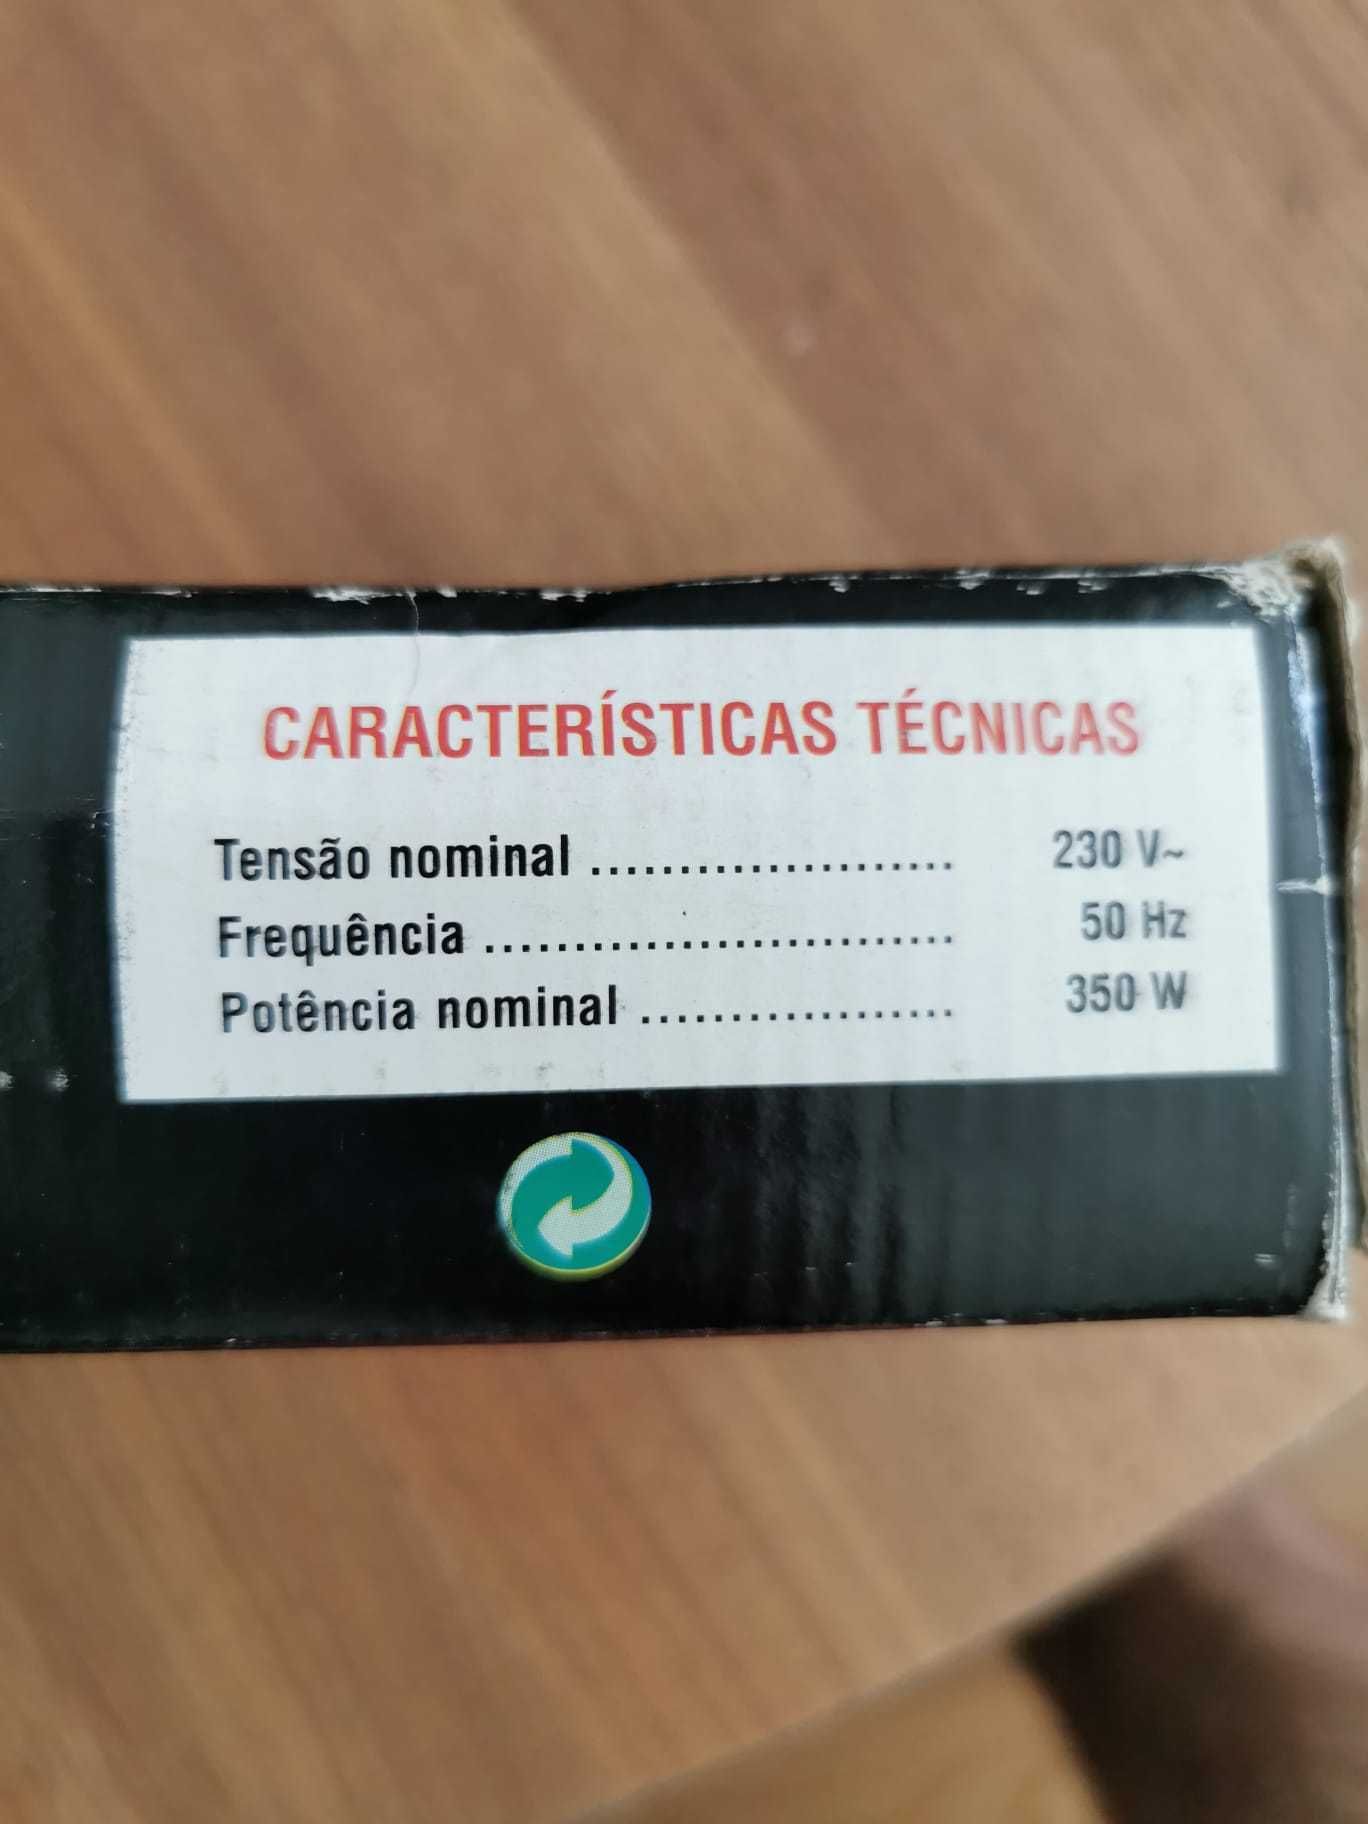 CARACTERÍSTICAS TÉCNICAS
Tensão nominal ......................... 230 V~
Frequência ........................... 50 Hz
Potência nominal .................. 350 W